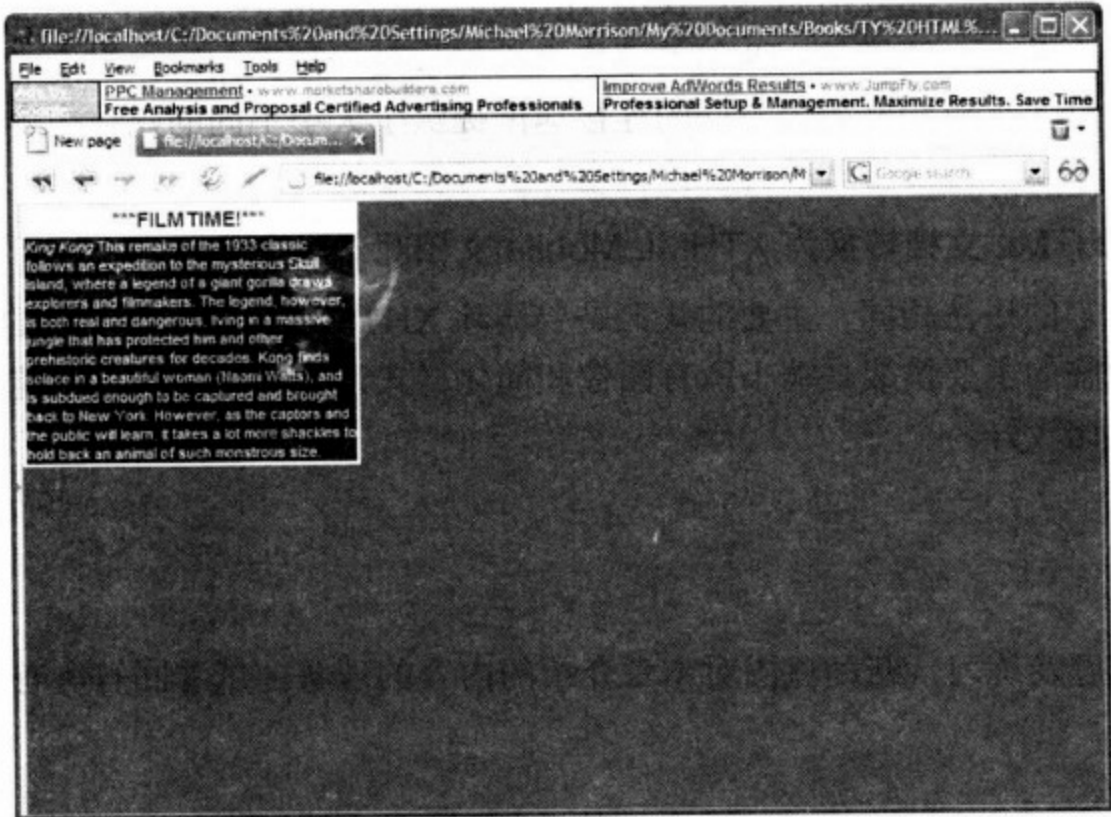 file://localhost/C:/Documents%20and%20Settings/Michael%20Morrison/My%20Documents/Books/TY%20HTML%...
File Edit View Bookmarks Tools Help
PPC Management • www.marketsharebuilders.com
Free Analysis and Proposal Certified Advertising Professionals
Improve AdWords Results • www.JumpFly.com
Professional Setup & Management. Maximize Results. Save Time
New page file://localhost/C:/Docum... X
file://localhost/C:/Documents%20and%20Settings/Michael%20Morrison/M
G Google search
***FILM TIME!***
King Kong This remake of the 1933 classic
follows an expedition to the mysterious Skull
Island, where a legend of a giant gorilla draws
explorers and filmmakers. The legend, however,
is both real and dangerous, living in a massive
jungle that has protected him and other
prehistoric creatures for decades. Kong finds
solace in a beautiful woman (Naomi Watts), and
is subdued enough to be captured and brought
back to New York. However, as the captors and
the public will learn, it takes a lot more shackles to
hold back an animal of such monstrous size.